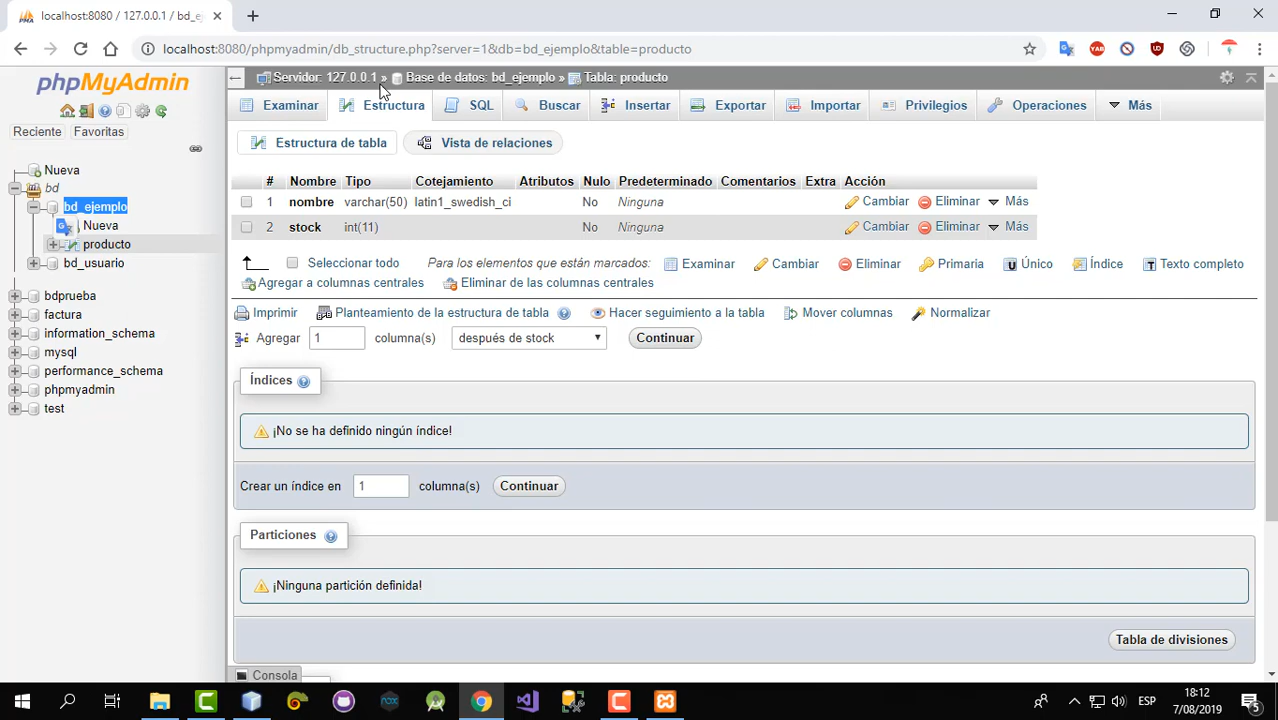 localhost:8080 / 127.0.0.1 / bd_e
localhost:8080/phpmyadmin/db_structure.php?server=1&db=bd_ejemplo&table=producto
phpMyAdmin
Reciente Favoritas
Nueva
bd
bd_ejemplo
Nueva
producto
bd_usuario
bdprueba
factura
information_schema
mysql
performance_schema
phpmyadmin
test
Servidor: 127.0.0.1 » Base de datos: bd_ejemplo » Tabla: producto
Examinar Estructura SQL Buscar Insertar Exportar Importar Privilegios Operaciones Más
Estructura de tabla Vista de relaciones
# Nombre Tipo Cotejamiento Atributos Nulo Predeterminado Comentarios Extra Acción
1 nombre varchar(50) latin1_swedish_ci No Ninguna Cambiar Eliminar Más
2 stock int(11) No Ninguna Cambiar Eliminar Más
Seleccionar todo Para los elementos que están marcados: Examinar Cambiar Eliminar Primaria Único Índice Texto completo
Agregar a columnas centrales Eliminar de las columnas centrales
Imprimir Planteamiento de la estructura de tabla Hacer seguimiento a la tabla Mover columnas Normalizar
Agregar 1 columna(s) después de stock Continuar
Índices
¡No se ha definido ningún índice!
Crear un índice en 1 columna(s) Continuar
Particiones
¡Ninguna partición definida!
Tabla de divisiones
Consola
ESP
18:12
7/08/2019